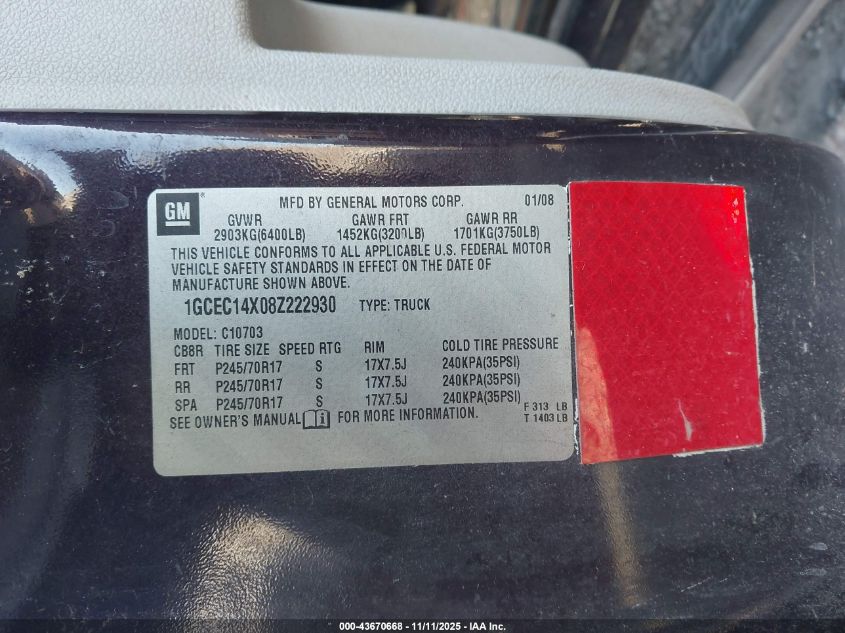 GM
MFD BY GENERAL MOTORS CORP. 01/08
GVWR GAWR FRT GAWR RR
2903KG(6400LB) 1452KG(3200LB) 1701KG(3750LB)
THIS VEHICLE CONFORMS TO ALL APPLICABLE U.S. FEDERAL MOTOR
VEHICLE SAFETY STANDARDS IN EFFECT ON THE DATE OF
MANUFACTURE SHOWN ABOVE.
1GCEC14X08Z222930 TYPE: TRUCK
MODEL: C10703
CB8R TIRE SIZE SPEED RTG RIM COLD TIRE PRESSURE
FRT P245/70R17 S 17X7.5J 240KPA(35PSI)
RR P245/70R17 S 17X7.5J 240KPA(35PSI)
SPA P245/70R17 S 17X7.5J 240KPA(35PSI)
SEE OWNER'S MANUAL FOR MORE INFORMATION.
F 313 LB
T 1403 LB
000-43670668 - 11/11/2025 - IAA Inc.